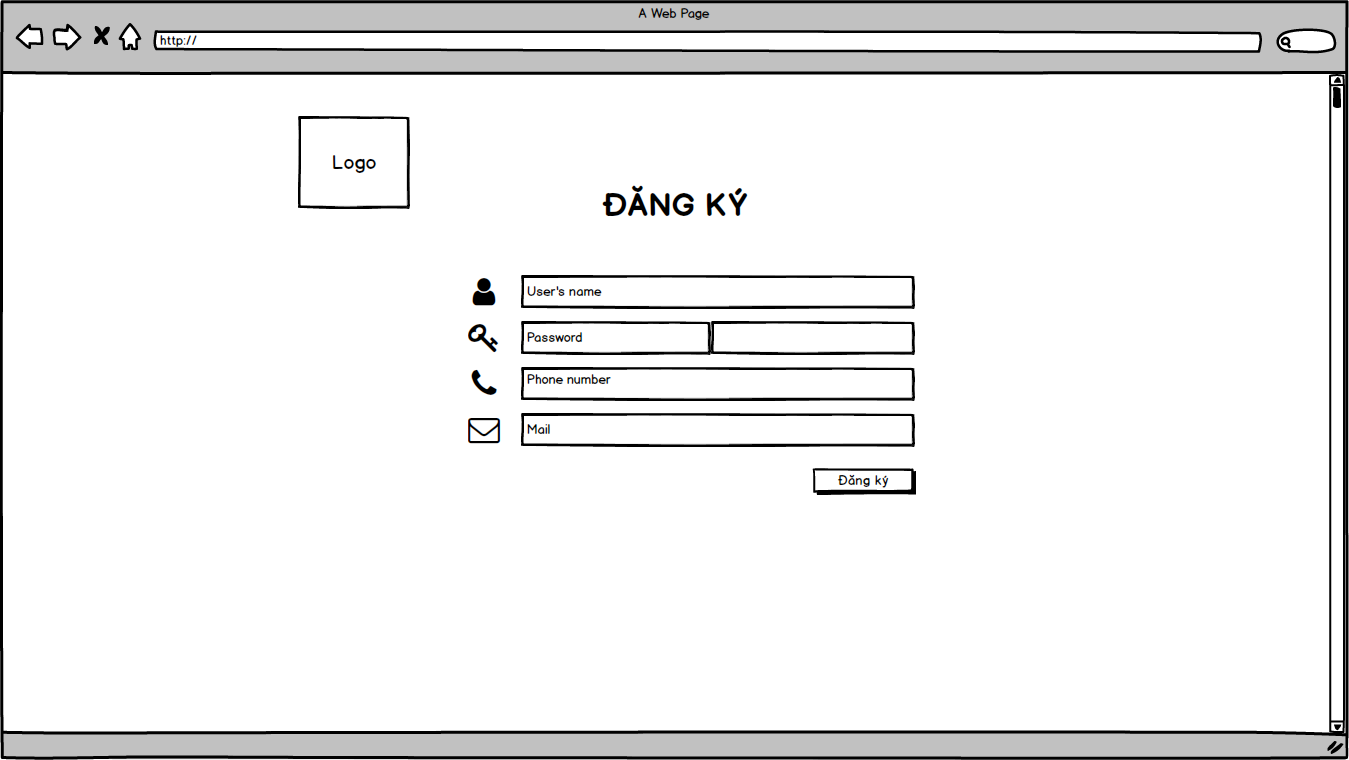 A Web Page
http://
Logo
ĐĂNG KÝ
User's name
Password
Phone number
Mail
Đăng ký